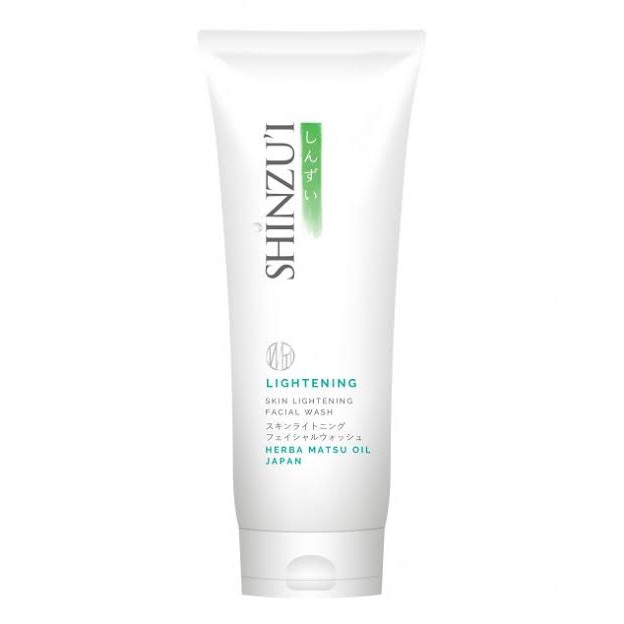 SHINZU'I
しんずい
LIGHTENING
SKIN LIGHTENING
FACIAL WASH
スキンライトニング
フェイシャルウォッシュ
HERBA MATSU OIL
JAPAN